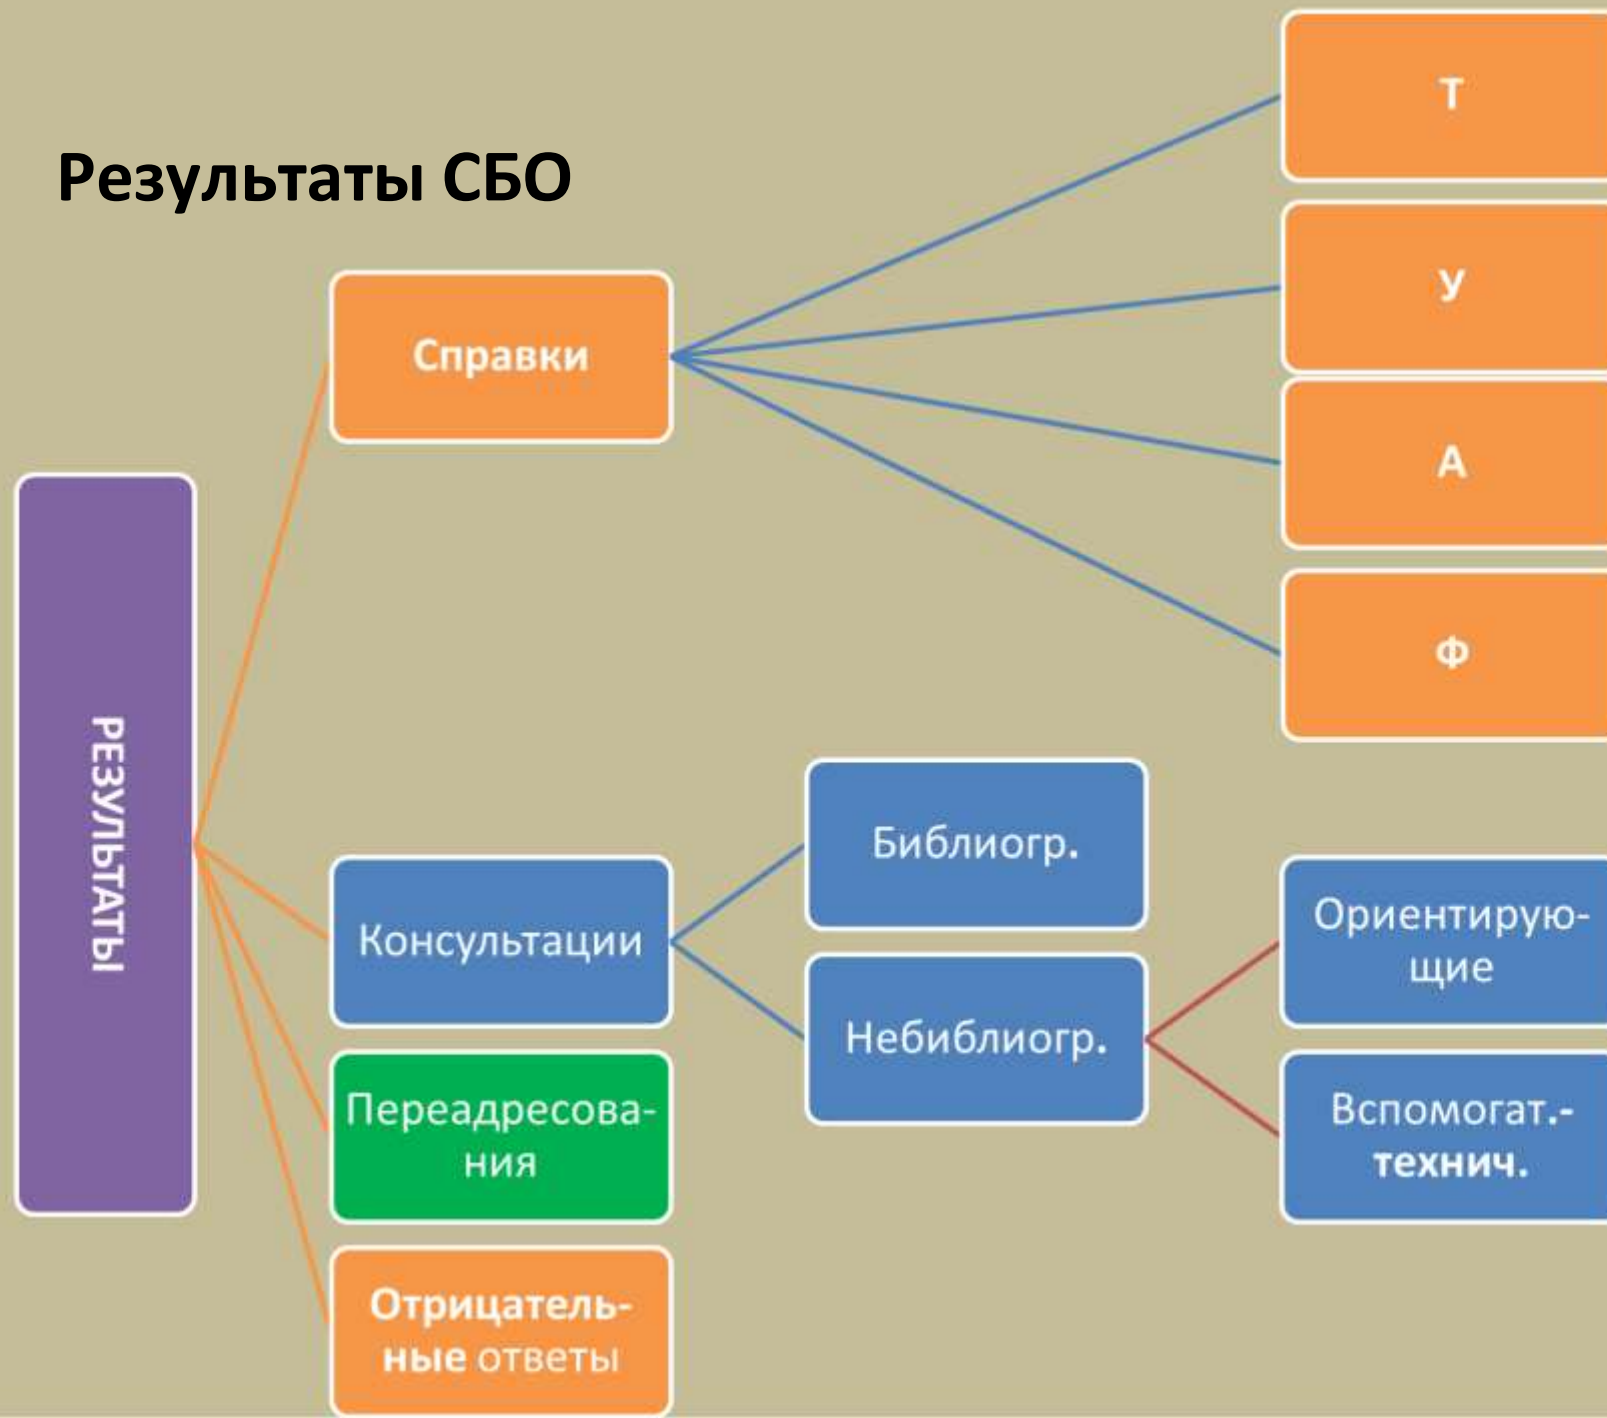 Результаты СБО
РЕЗУЛЬТАТЫ
Справки
Т
У
А
Ф
Консультации
Библиогр.
Небиблиогр.
Ориентирую-
щие
Вспомогат.-
технич.
Переадресова-
ния
Отрицатель-
ные ответы